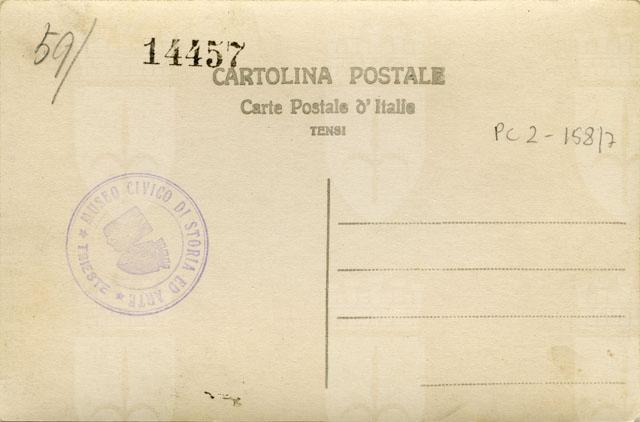 59/
14457
CARTOLINA POSTALE
Carte Postale d'Italie
TENSI
PC 2 - 158/7
★ MUSEO CIVICO DI STORIA ED ARTE ★ TRIESTE